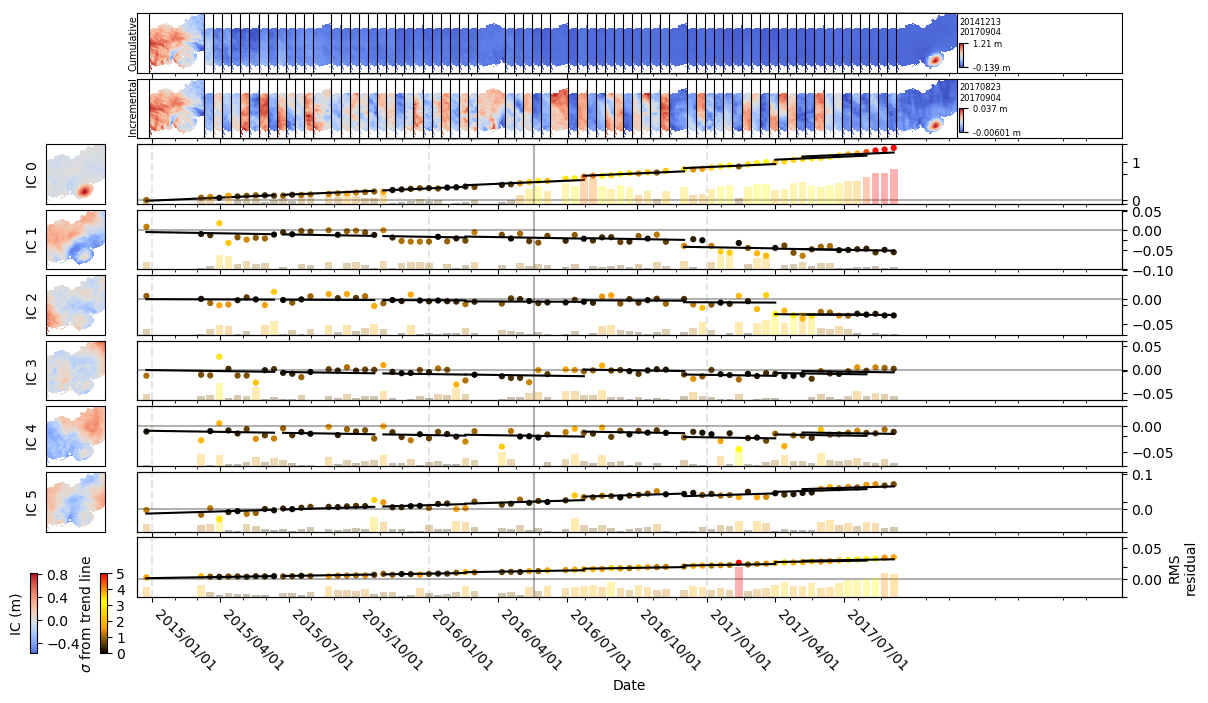 Cumulative
20141213
20170904
1.21 m
-0.139 m
Incremental
20170823
20170904
0.037 m
-0.00601 m
IC 0
1
0
IC 1
0.05
0.00
−0.05
−0.10
IC 2
0.00
−0.05
IC 3
0.05
0.00
−0.05
IC 4
0.00
−0.05
IC 5
0.1
0.0
0.05
0.00
RMS
residual
IC (m)
0.8
0.4
0.0
−0.4
σ from trend line
5
4
3
2
1
0
2015/01/01
2015/04/01
2015/07/01
2015/10/01
2016/01/01
2016/04/01
2016/07/01
2016/10/01
2017/01/01
2017/04/01
2017/07/01
Date